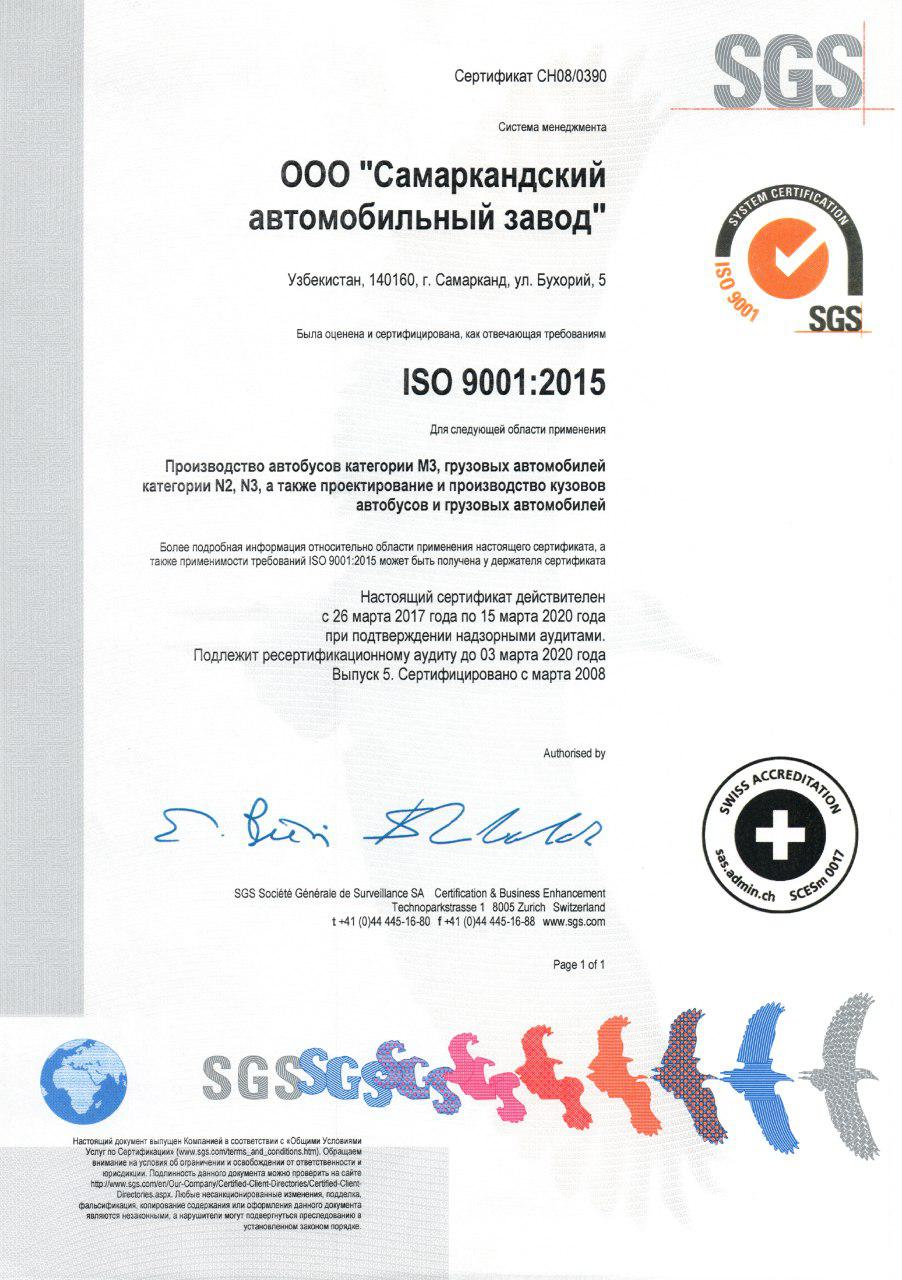 SGS
Сертификат CH08/0390
Система менеджмента
ООО "Самаркандский
автомобильный завод"
SYSTEM CERTIFICATION
ISO 9001
SGS
Узбекистан, 140160, г. Самарканд, ул. Бухорий, 5
Была оценена и сертифицирована, как отвечающая требованиям
ISO 9001:2015
Для следующей области применения
Производство автобусов категории М3, грузовых автомобилей
категории N2, N3, а также проектирование и производство кузовов
автобусов и грузовых автомобилей
Более подробная информация относительно области применения настоящего сертификата, а
также применимости требований ISO 9001:2015 может быть получена у держателя сертификата
Настоящий сертификат действителен
с 26 марта 2017 года по 15 марта 2020 года
при подтверждении надзорными аудитами.
Подлежит ресертификационному аудиту до 03 марта 2020 года
Выпуск 5. Сертифицировано с марта 2008
Authorised by
SWISS ACCREDITATION
sas.admin.ch SCESm 0017
SGS Société Générale de Surveillance SA Certification & Business Enhancement
Technoparkstrasse 1 8005 Zurich Switzerland
t +41 (0)44 445-16-80 f +41 (0)44 445-16-88 www.sgs.com
Page 1 of 1
SGS SGS SGS
Настоящий документ выпущен Компанией в соответствии с «Общими Условиями
Услуг по Сертификации» (www.sgs.com/terms_and_conditions.htm). Обращаем
внимание на условия об ограничении и освобождении от ответственности и
юрисдикции. Подлинность данного документа можно проверить на сайте
http://www.sgs.com/en/Our-Company/Certified-Client-Directories/Certified-Client-
Directories.aspx. Любые несанкционированные изменения, подделка,
фальсификация, копирование содержания или оформления данного документа
являются незаконными, а нарушители могут подвергнуться преследованию в
установленном законом порядке.